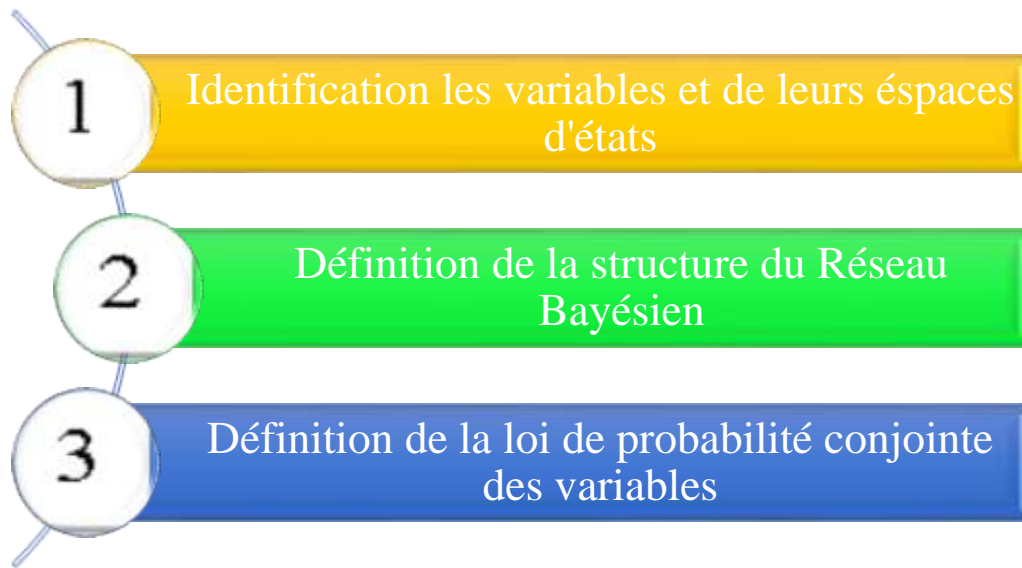 1
Identification les variables et de leurs éspaces
d'états
2
Définition de la structure du Réseau
Bayésien
3
Définition de la loi de probabilité conjointe
des variables